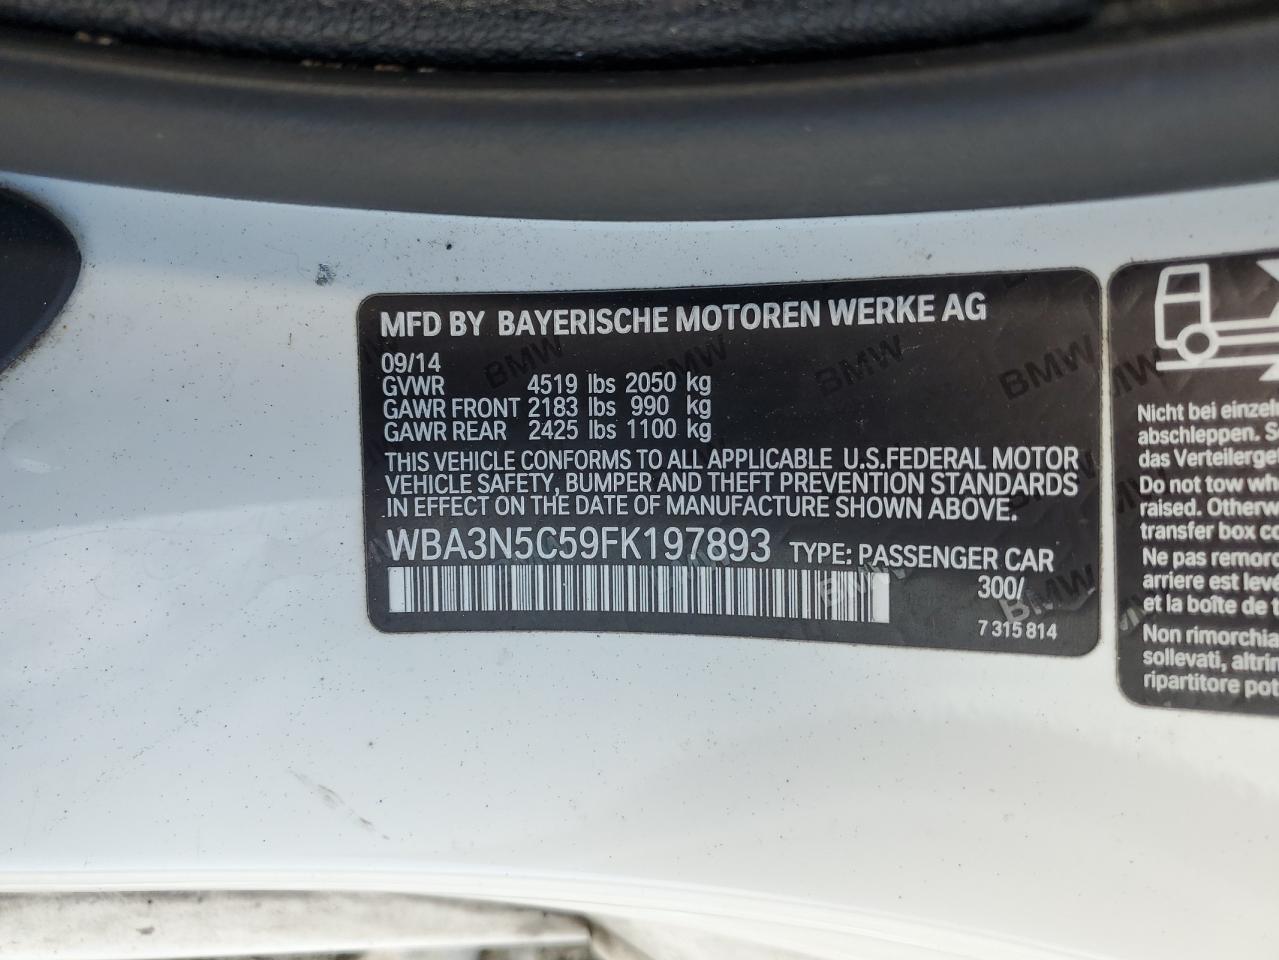 MFD BY BAYERISCHE MOTOREN WERKE AG
09/14
GVWR 4519 lbs 2050 kg
GAWR FRONT 2183 lbs 990 kg
GAWR REAR 2425 lbs 1100 kg
THIS VEHICLE CONFORMS TO ALL APPLICABLE U.S.FEDERAL MOTOR
VEHICLE SAFETY, BUMPER AND THEFT PREVENTION STANDARDS
IN EFFECT ON THE DATE OF MANUFACTURE SHOWN ABOVE.
WBA3N5C59FK197893 TYPE: PASSENGER CAR
300/
7 315 814
Nicht bei
abschleppen.
das
Do not tow
raised.
transfer box
Ne pas
arriere est
et la boîte de
Non
sollevati,
ripartitore